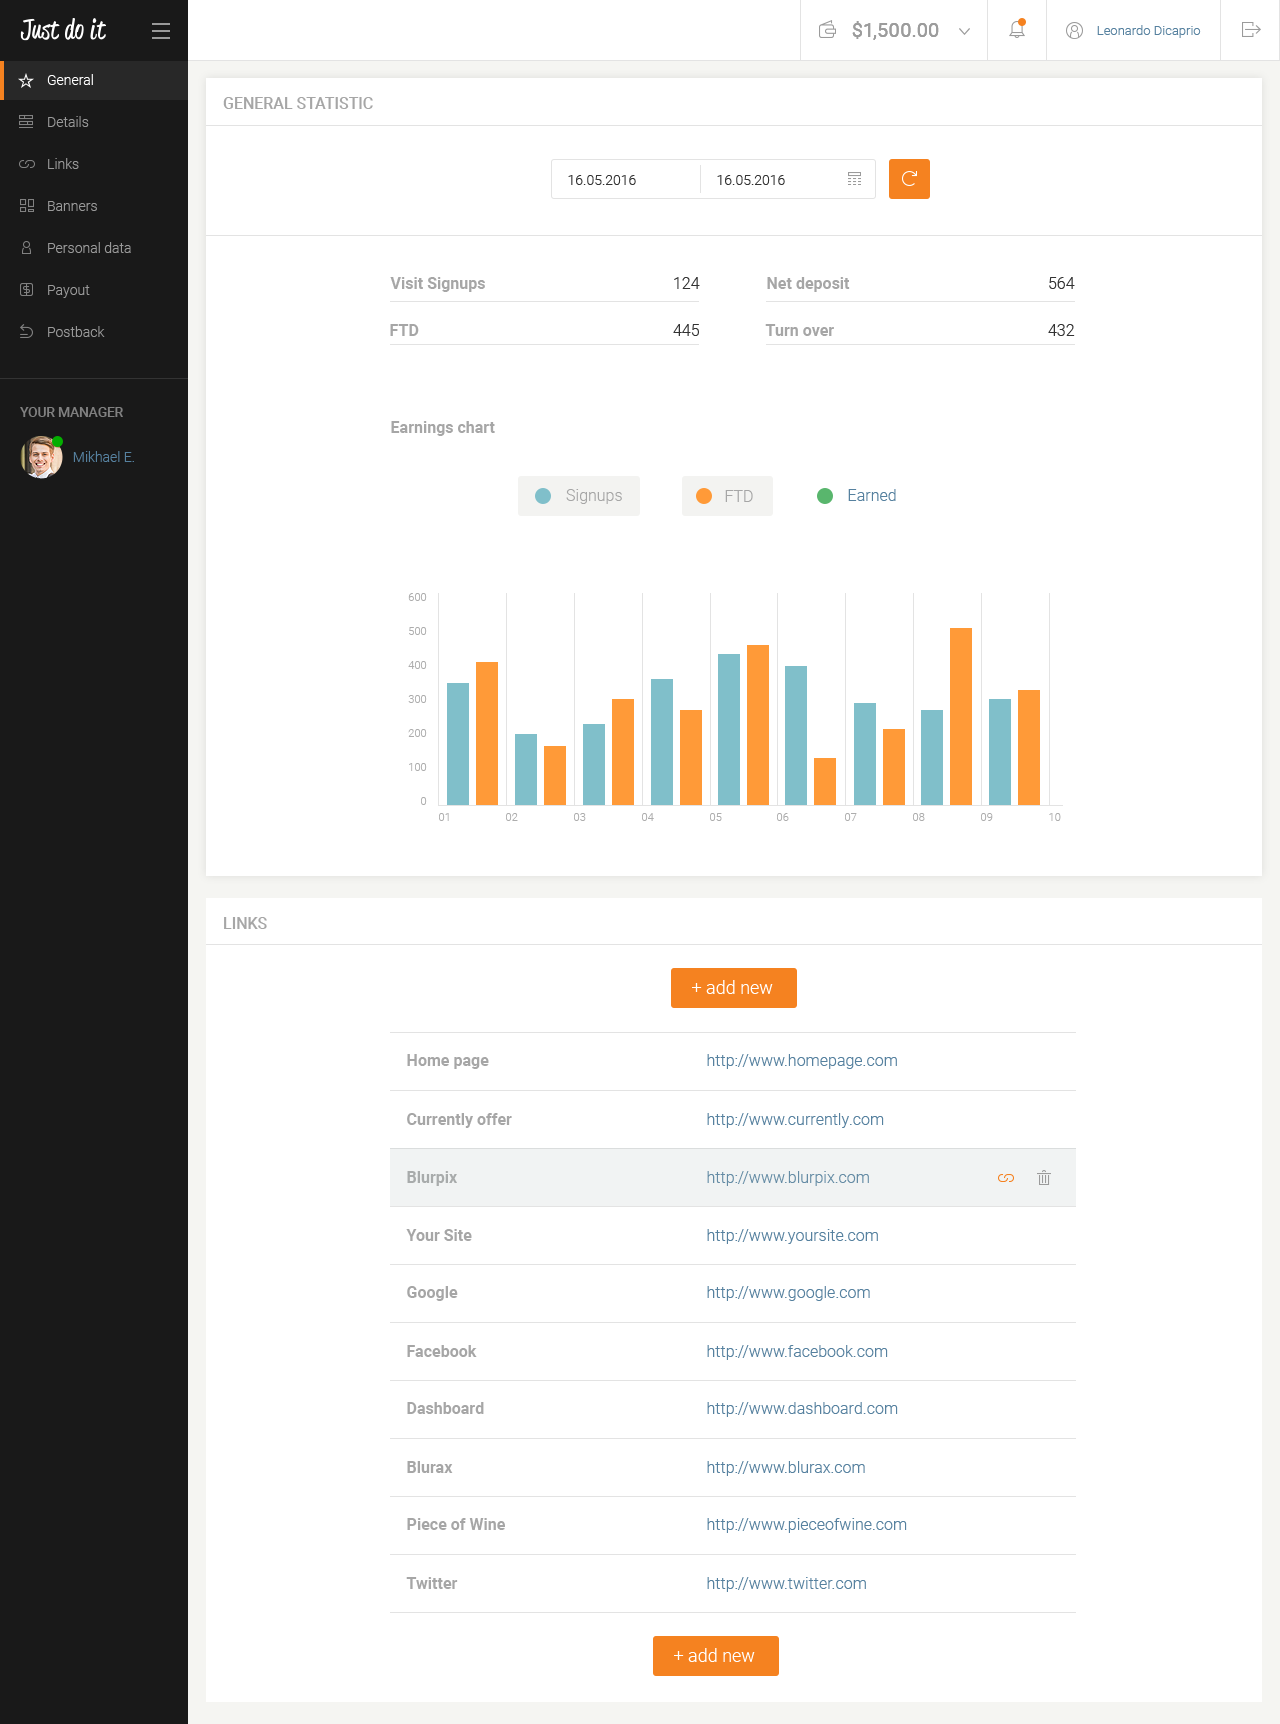 Just do it
$1,500.00
Leonardo Dicaprio
General
Details
Links
Banners
Personal data
Payout
Postback
YOUR MANAGER
Mikhael E.
GENERAL STATISTIC
16.05.2016 16.05.2016
Visit Signups 124 Net deposit 564
FTD 445 Turn over 432
Earnings chart
Signups FTD Earned
600
500
400
300
200
100
0
01 02 03 04 05 06 07 08 09 10
LINKS
+ add new
Home page http://www.homepage.com
Currently offer http://www.currently.com
Blurpix http://www.blurpix.com
Your Site http://www.yoursite.com
Google http://www.google.com
Facebook http://www.facebook.com
Dashboard http://www.dashboard.com
Blurax http://www.blurax.com
Piece of Wine http://www.pieceofwine.com
Twitter http://www.twitter.com
+ add new